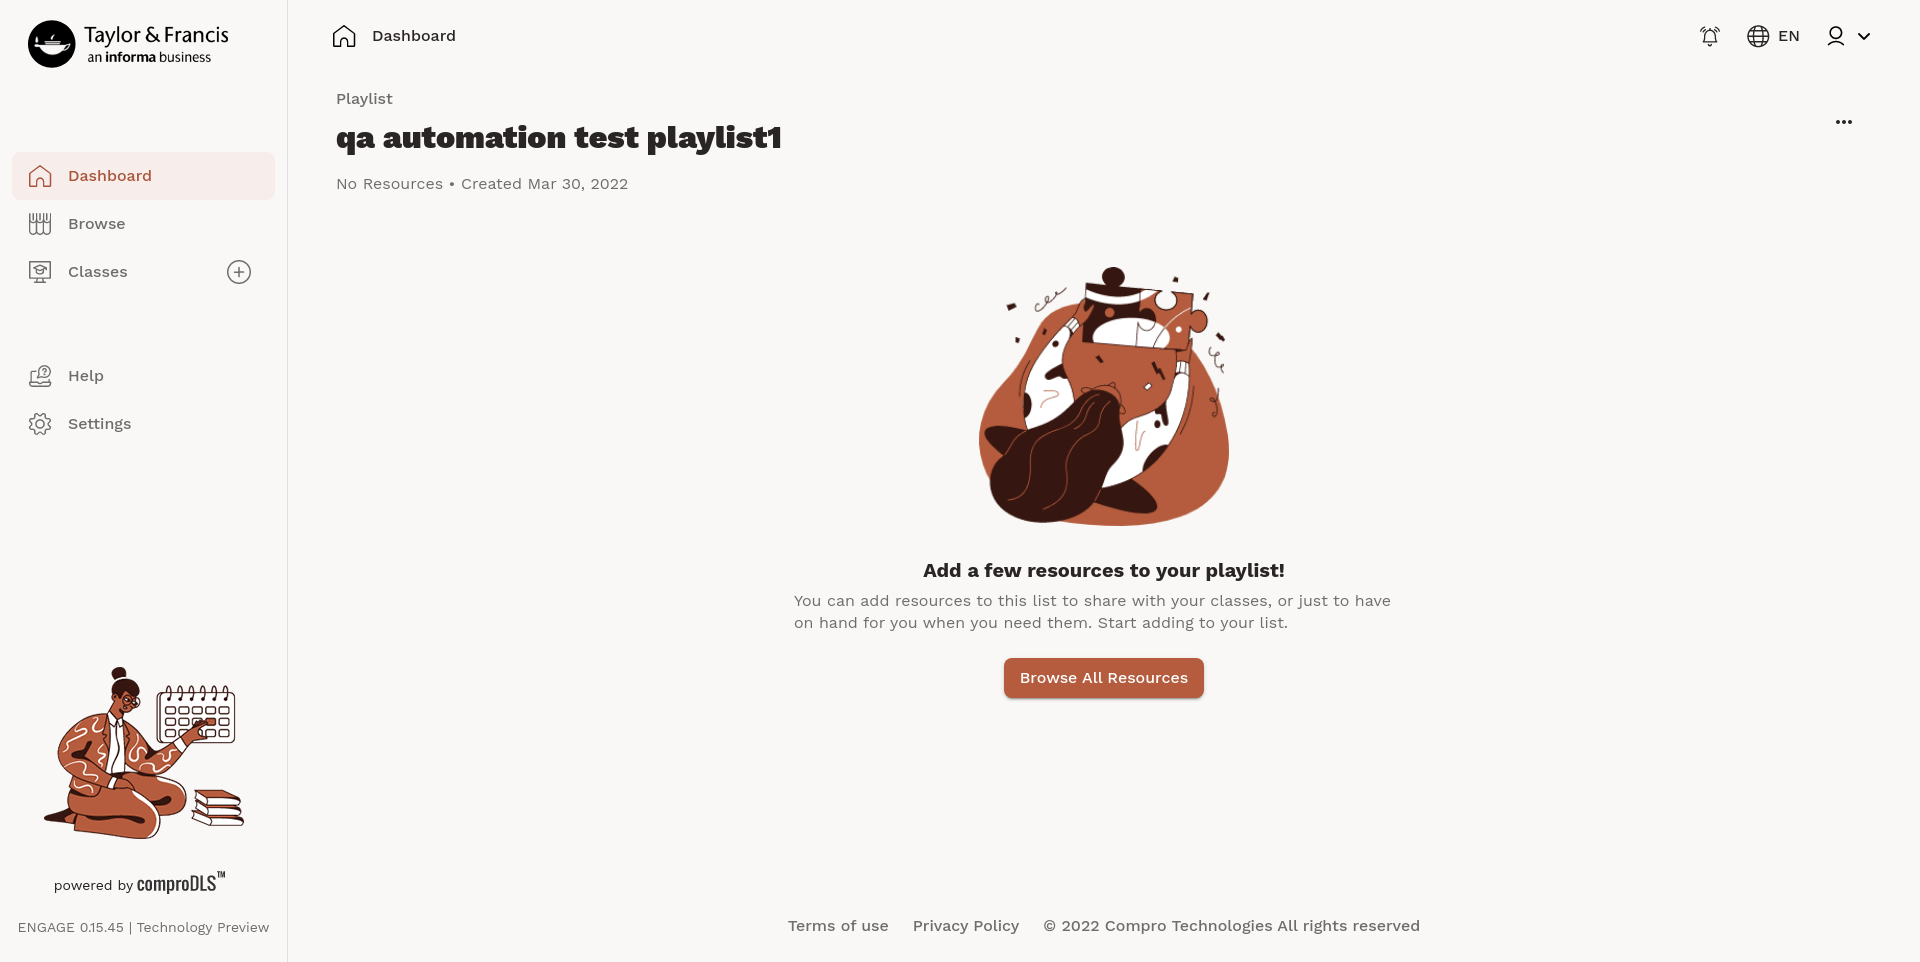 Taylor & Francis
an informa business
Dashboard
Browse
Classes
Help
Settings
powered by comproDLS™
ENGAGE 0.15.45 | Technology Preview
Dashboard
EN
Playlist
qa automation test playlist1
No Resources • Created Mar 30, 2022
Add a few resources to your playlist!
You can add resources to this list to share with your classes, or just to have
on hand for you when you need them. Start adding to your list.
Browse All Resources
Terms of use Privacy Policy © 2022 Compro Technologies All rights reserved